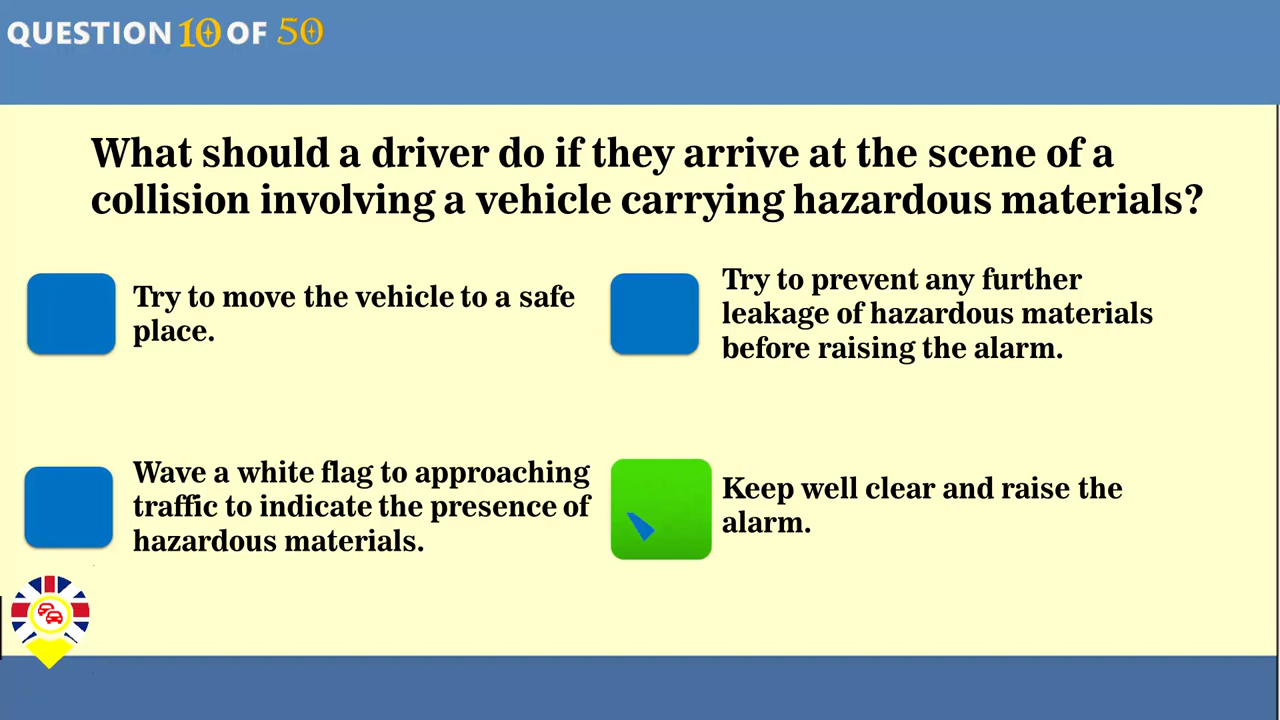 QUESTION 10 OF 50
What should a driver do if they arrive at the scene of a
collision involving a vehicle carrying hazardous materials?
Try to move the vehicle to a safe
place.
Try to prevent any further
leakage of hazardous materials
before raising the alarm.
Wave a white flag to approaching
traffic to indicate the presence of
hazardous materials.
Keep well clear and raise the
alarm.